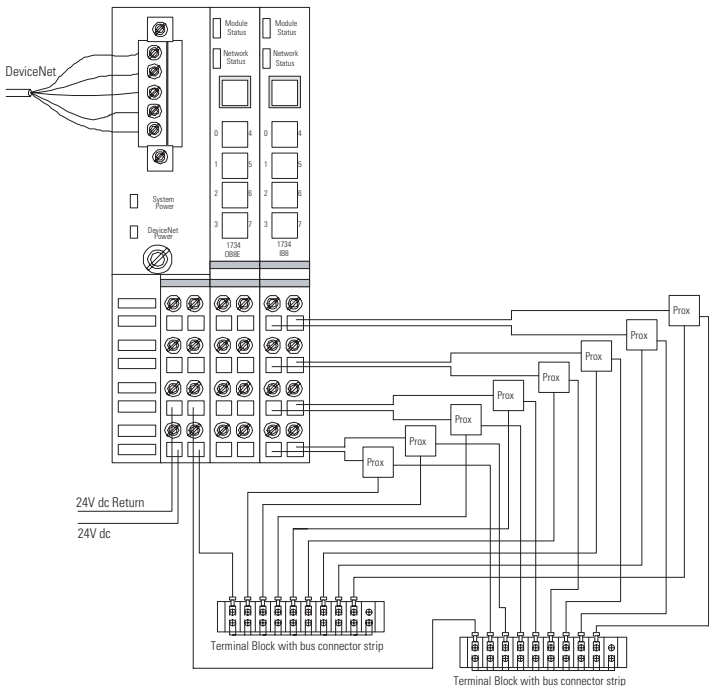 DeviceNet
Module
Status
Network
Status
0 4
1 5
2 6
3 7
1734
OB8E
Module
Status
Network
Status
0 4
1 5
2 6
3 7
1734
IB8
System
Power
DeviceNet
Power
Prox
Prox
Prox
Prox
Prox
Prox
Prox
Prox
24V dc Return
24V dc
Terminal Block with bus connector strip
Terminal Block with bus connector strip